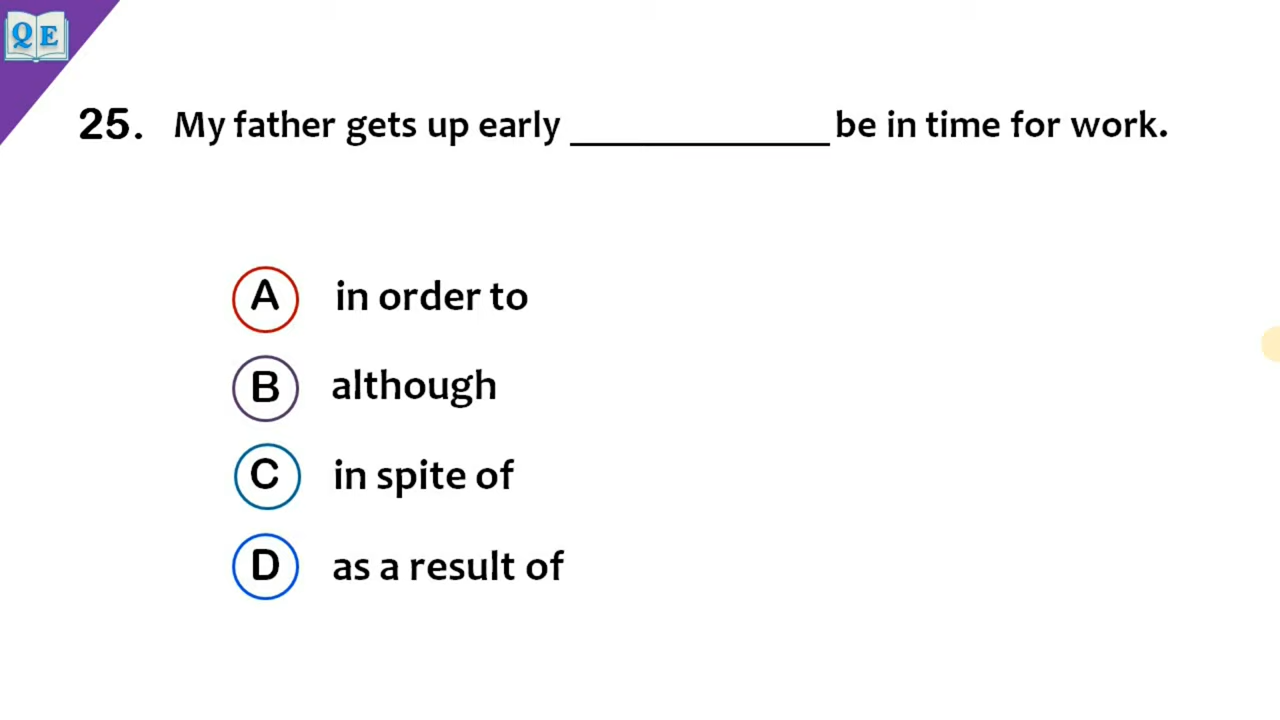 QE
25. My father gets up early _____________ be in time for work.
A in order to
B although
C in spite of
D as a result of